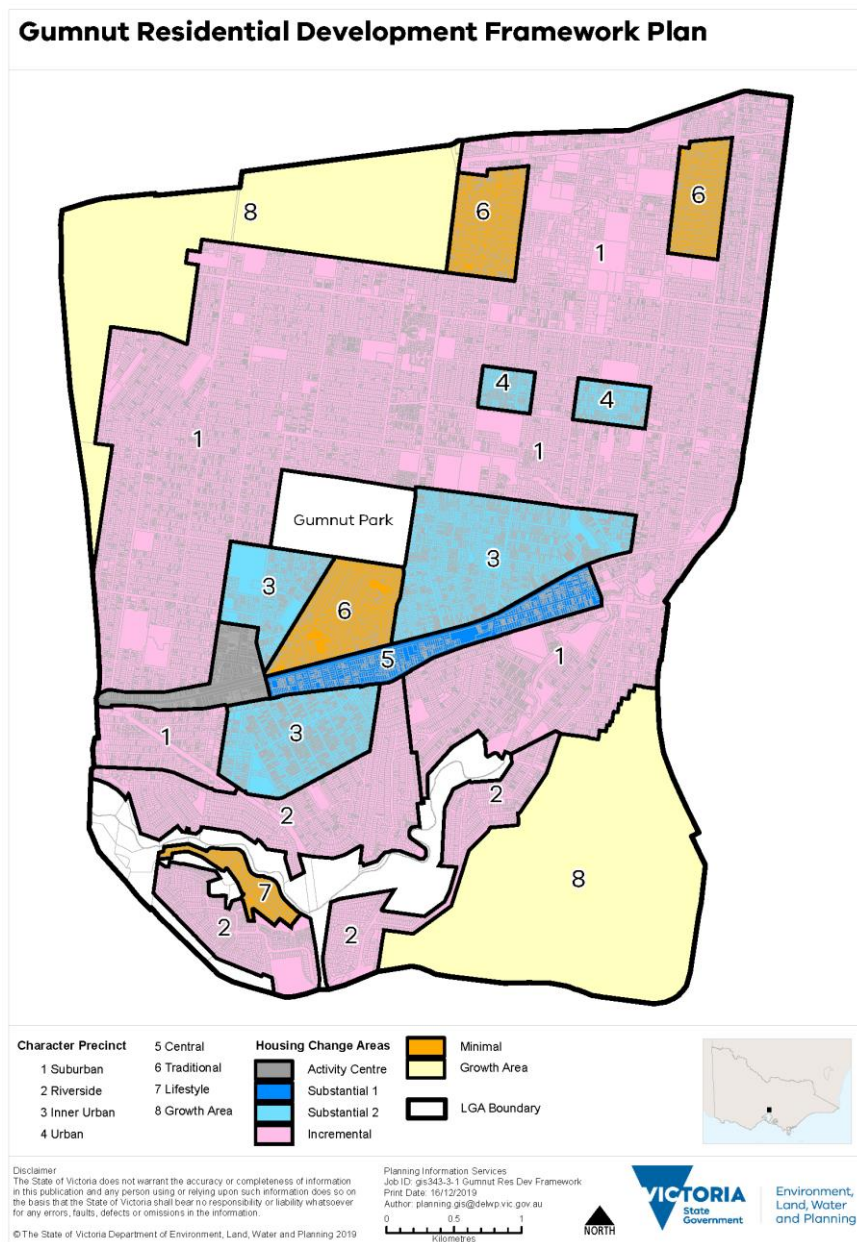 Gumnut Residential Development Framework Plan
8
6
6
1
4
4
1
1
Gumnut Park
3
3
6
5
1
1
3
2
2
7
8
2
2
Character Precinct
1 Suburban
2 Riverside
3 Inner Urban
4 Urban
5 Central
6 Traditional
7 Lifestyle
8 Growth Area
Housing Change Areas
Activity Centre
Substantial 1
Substantial 2
Incremental
Minimal
Growth Area
LGA Boundary
Disclaimer
The State of Victoria does not warrant the accuracy or completeness of information
in this publication and any person using or relying upon such information does so on
the basis that the State of Victoria shall bear no responsibility or liability whatsoever
for any errors, faults, defects or omissions in the information.
© The State of Victoria Department of Environment, Land, Water and Planning 2019
Planning Information Services
Job ID: gis343-3-1 Gumnut Res Dev Framework
Print Date: 16/12/2019
Author: planning.gis@delwp.vic.gov.au
0 0.5 1
Kilometres
NORTH
VICTORIA
State
Government
Environment,
Land, Water
and Planning